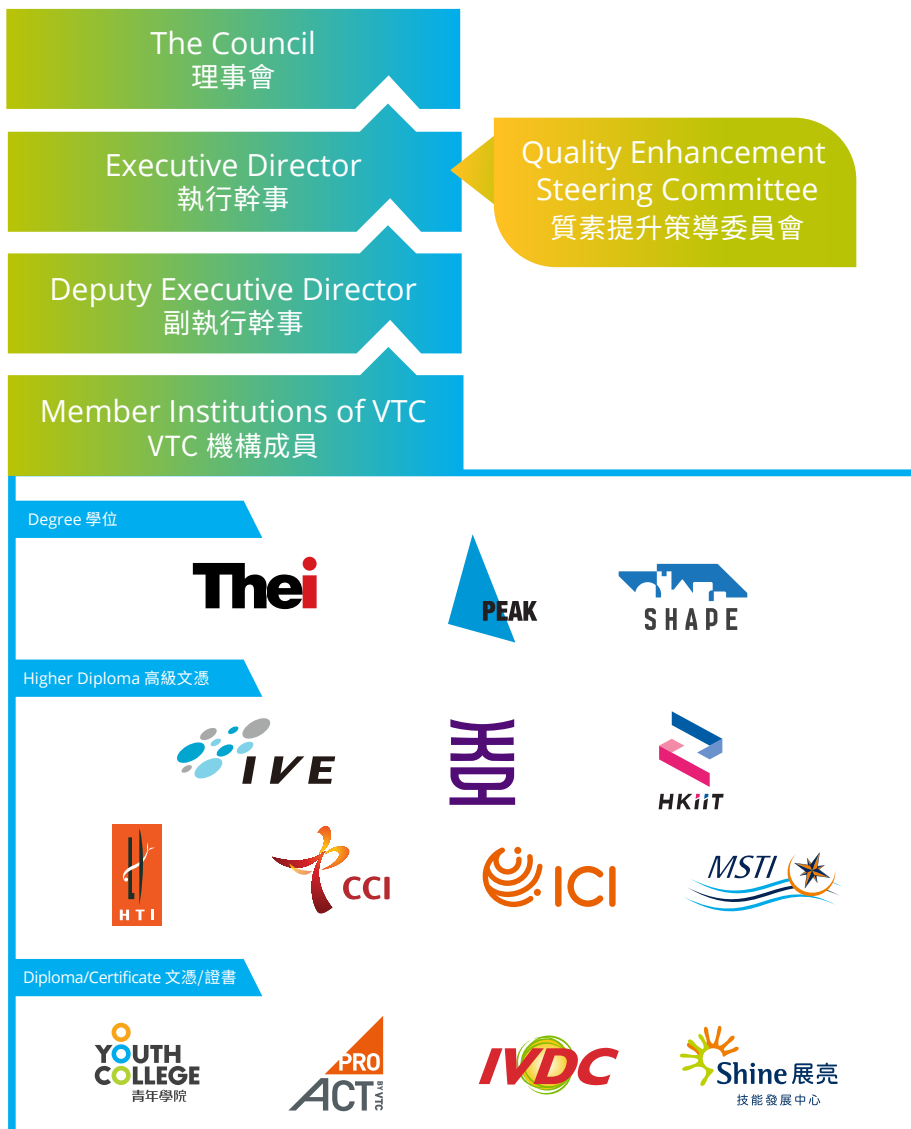 The Council
理事會
Executive Director
執行幹事
Quality Enhancement
Steering Committee
質素提升策導委員會
Deputy Executive Director
副執行幹事
Member Institutions of VTC
VTC 機構成員
Degree 學位
Thei
PEAK
SHAPE
Higher Diploma 高級文憑
IVE
HKiiT
HTI
CCI
ICI
MSTI
Diploma/Certificate 文憑/證書
YOUTH
COLLEGE
青年學院
PRO
ACT
BY VTC
IVDC
Shine 展亮
技能發展中心